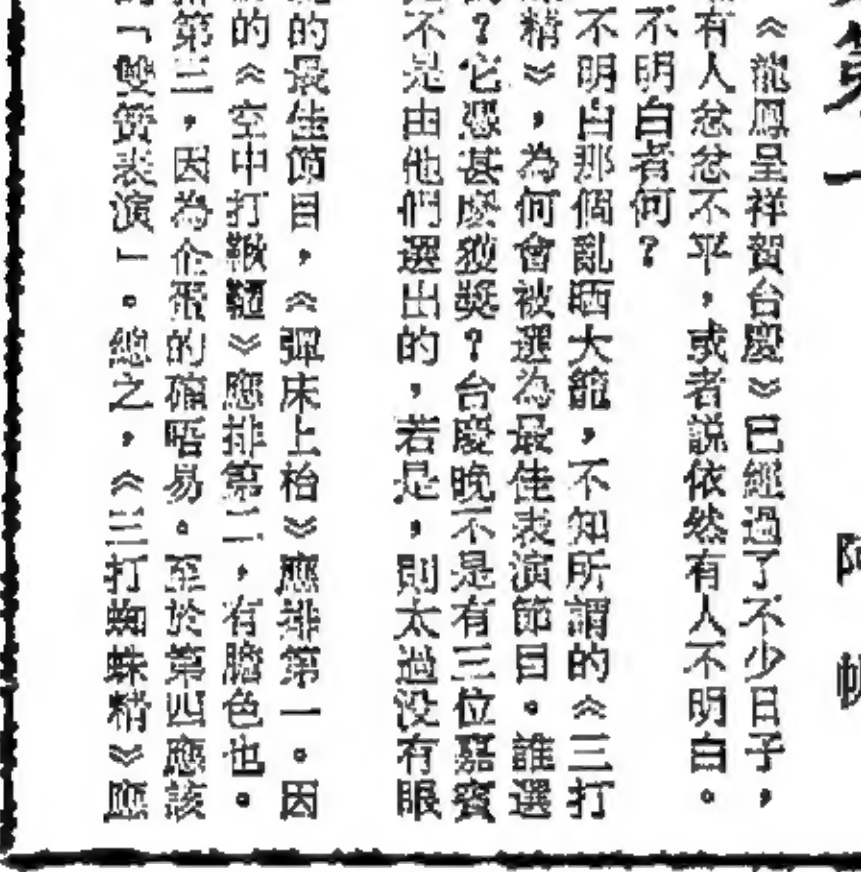 第一
阿
《龍鳳呈祥賀台慶》已經過了不少日子，
有人忿忿不平，或者說依然有人不明白。
不明白者何？
不明白那個亂晒大籠，不知所謂的《三打
精》，為何會被選為最佳表演節目。誰選
？它憑甚麼獲獎？台慶晚不是有三位嘉賓
不是由他們選出的，若是，則太過没有眼
的最佳節目，《彈床上枱》應排第一。因
的《空中打鞦韆》應排第二，有膽色也。
第三，因為企㩧的確唔易。至於第四應該
「雙簧表演」。總之，《三打蜘蛛精》應